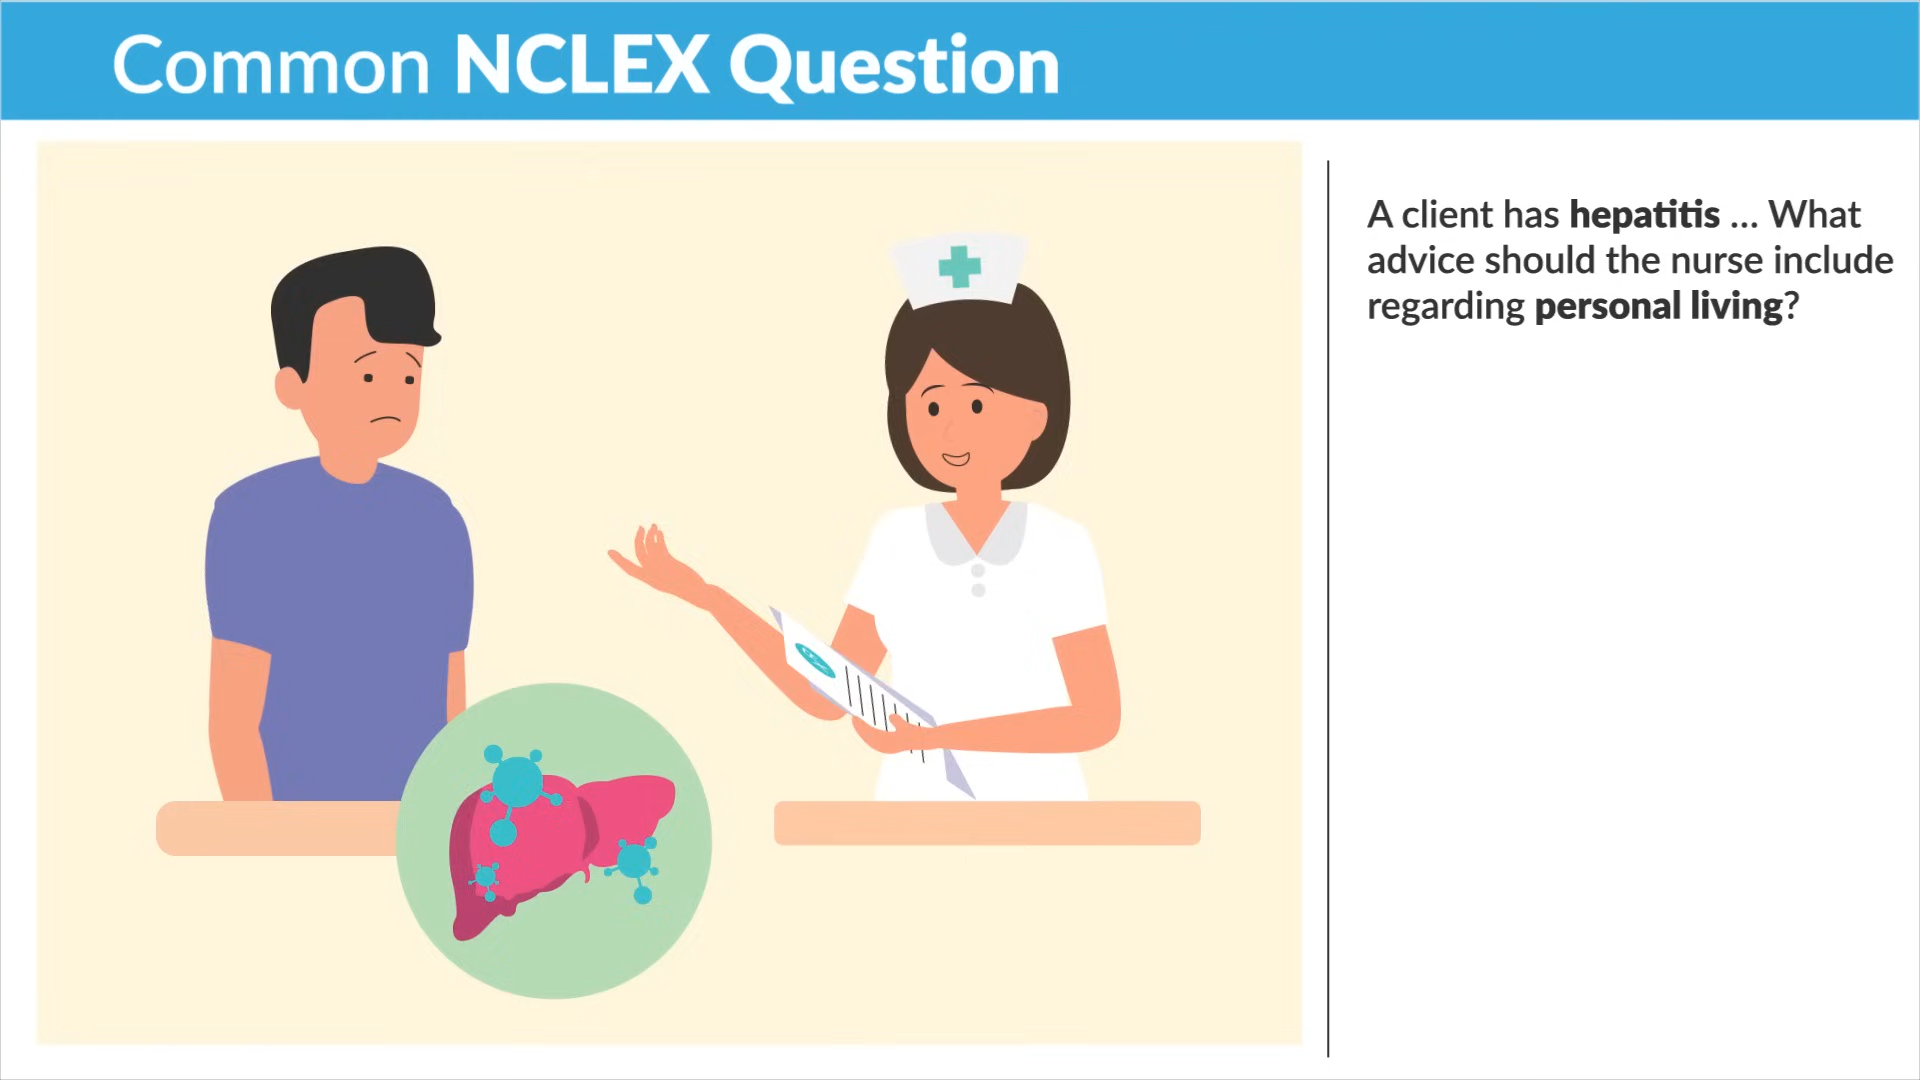 Common NCLEX Question
A client has hepatitis ... What
advice should the nurse include
regarding personal living?